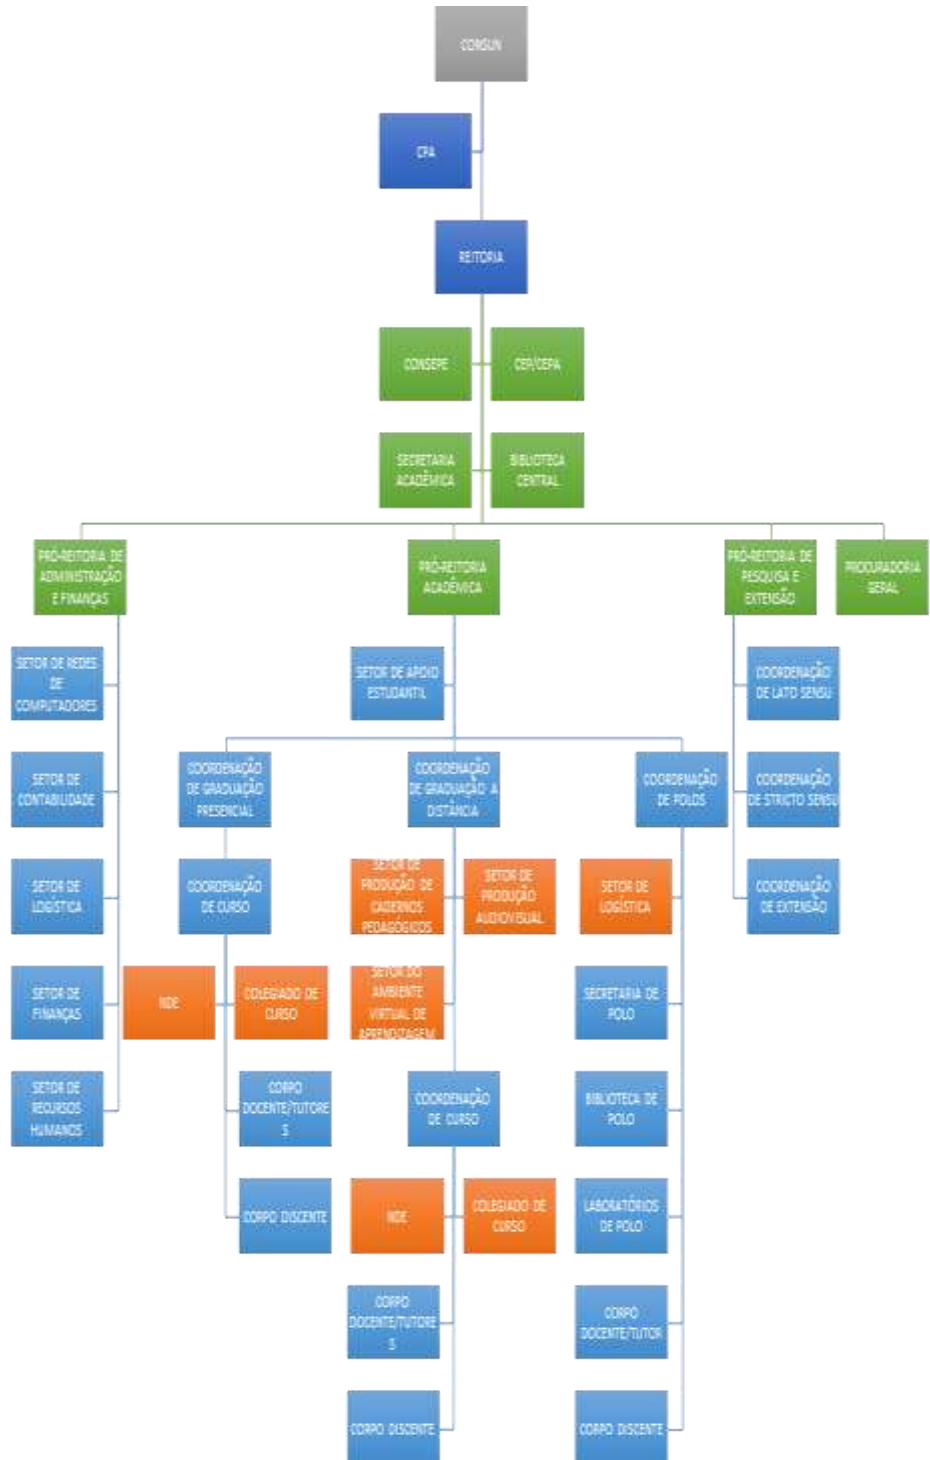 CONSUN
CPA
REITORIA
CONSEPE
CEP/CEPA
SECRETARIA
ACADÊMICA
BIBLIOTECA
CENTRAL
PRÓ-REITORIA DE
ADMINISTRAÇÃO
E FINANÇAS
PRÓ-REITORIA
ACADÊMICA
PRÓ-REITORIA DE
PESQUISA E
EXTENSÃO
PROCURADORIA
GERAL
SETOR DE REDES
DE
COMPUTADORES
SETOR DE APOIO
ESTUDANTIL
COORDENAÇÃO
DE LATO SENSU
SETOR DE
CONTABILIDADE
COORDENAÇÃO
DE GRADUAÇÃO
PRESENCIAL
COORDENAÇÃO
DE GRADUAÇÃO A
DISTÂNCIA
COORDENAÇÃO
DE POLOS
COORDENAÇÃO
DE STRICTO SENSU
SETOR DE
LOGÍSTICA
COORDENAÇÃO
DE CURSO
SETOR DE
PRODUÇÃO DE
CADERNOS
PEDAGÓGICOS
SETOR DE
PRODUÇÃO
AUDIOVISUAL
SETOR DE
LOGÍSTICA
COORDENAÇÃO
DE EXTENSÃO
SETOR DE
FINANÇAS
NDE
COLEGIADO DE
CURSO
SETOR DO
AMBIENTE
VIRTUAL DE
APRENDIZAGEM
SECRETARIA DE
POLO
SETOR DE
RECURSOS
HUMANOS
CORPO
DOCENTE/TUTORE
S
COORDENAÇÃO
DE CURSO
BIBLIOTECA DE
POLO
CORPO DISCENTE
NDE
COLEGIADO DE
CURSO
LABORATÓRIOS
DE POLO
CORPO
DOCENTE/TUTORE
S
CORPO
DOCENTE/TUTOR
CORPO DISCENTE
CORPO DISCENTE